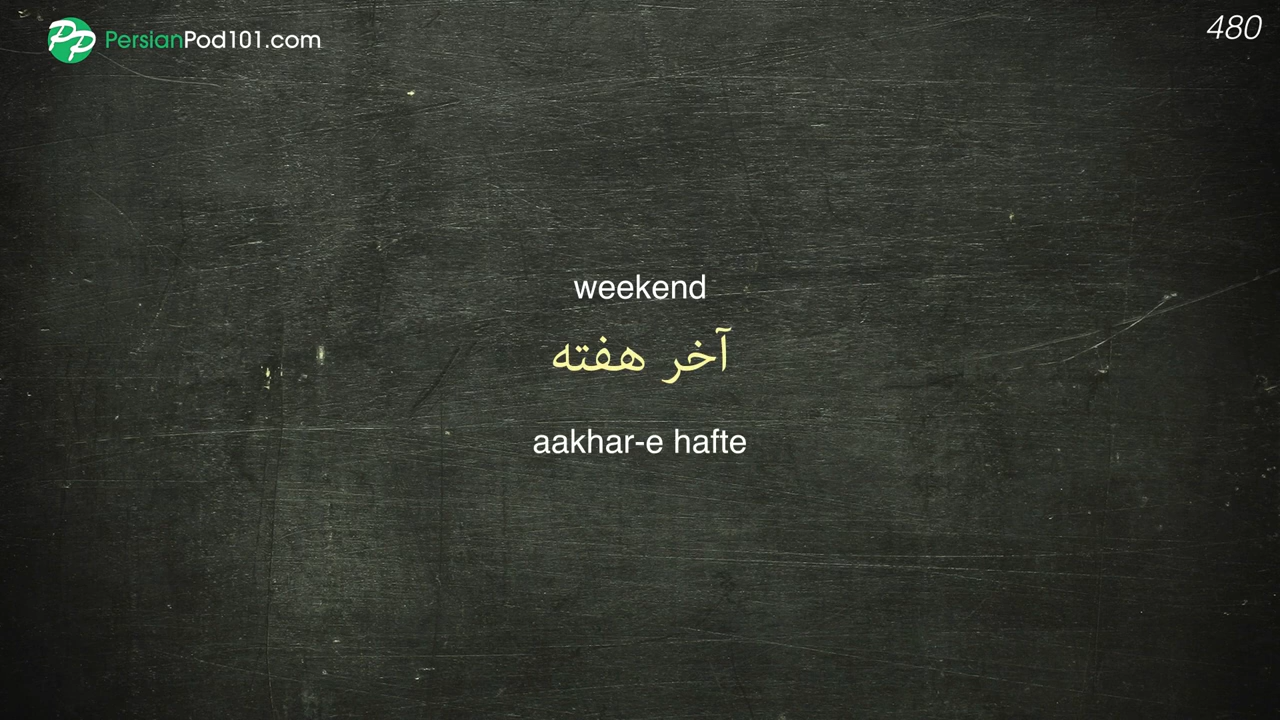 PersianPod101.com
480
weekend
آخر هفته
aakhar-e hafte